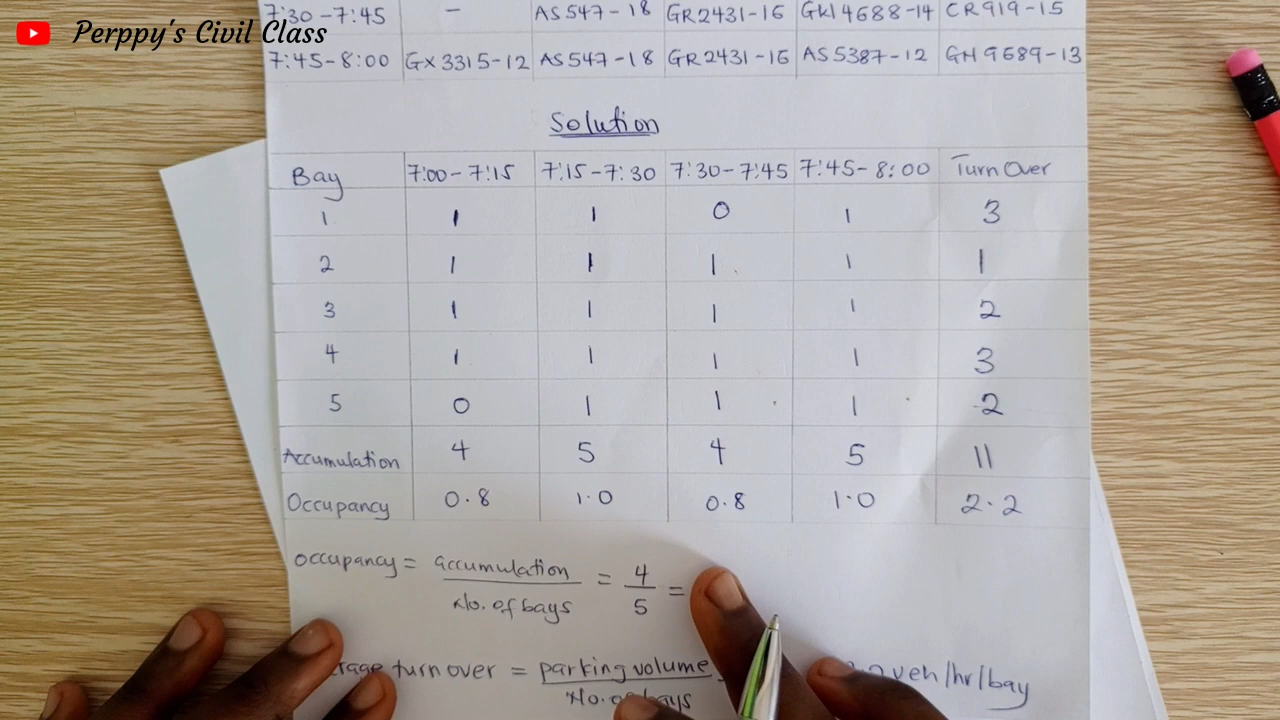 Perppy's Civil Class
7:30-7:45 - AS547-18 GR2431-16 GK14688-14 CR919-15
7:45-8:00 GX3315-12 AS547-18 GR2431-16 AS5387-12 GH9689-13
Solution
Bay 7:00-7:15 7:15-7:30 7:30-7:45 7:45-8:00 Turn Over
1 1 1 0 1 3
2 1 1 1 1 1
3 1 1 1 1 2
4 1 1 1 1 3
5 0 1 1 1 2
Accumulation 4 5 4 5 11
Occupancy 0.8 1.0 0.8 1.0 2.2
Occupancy = accumulation = 4 =
No. of bays 5
turn over = parking volume veh/hr/bay
No.